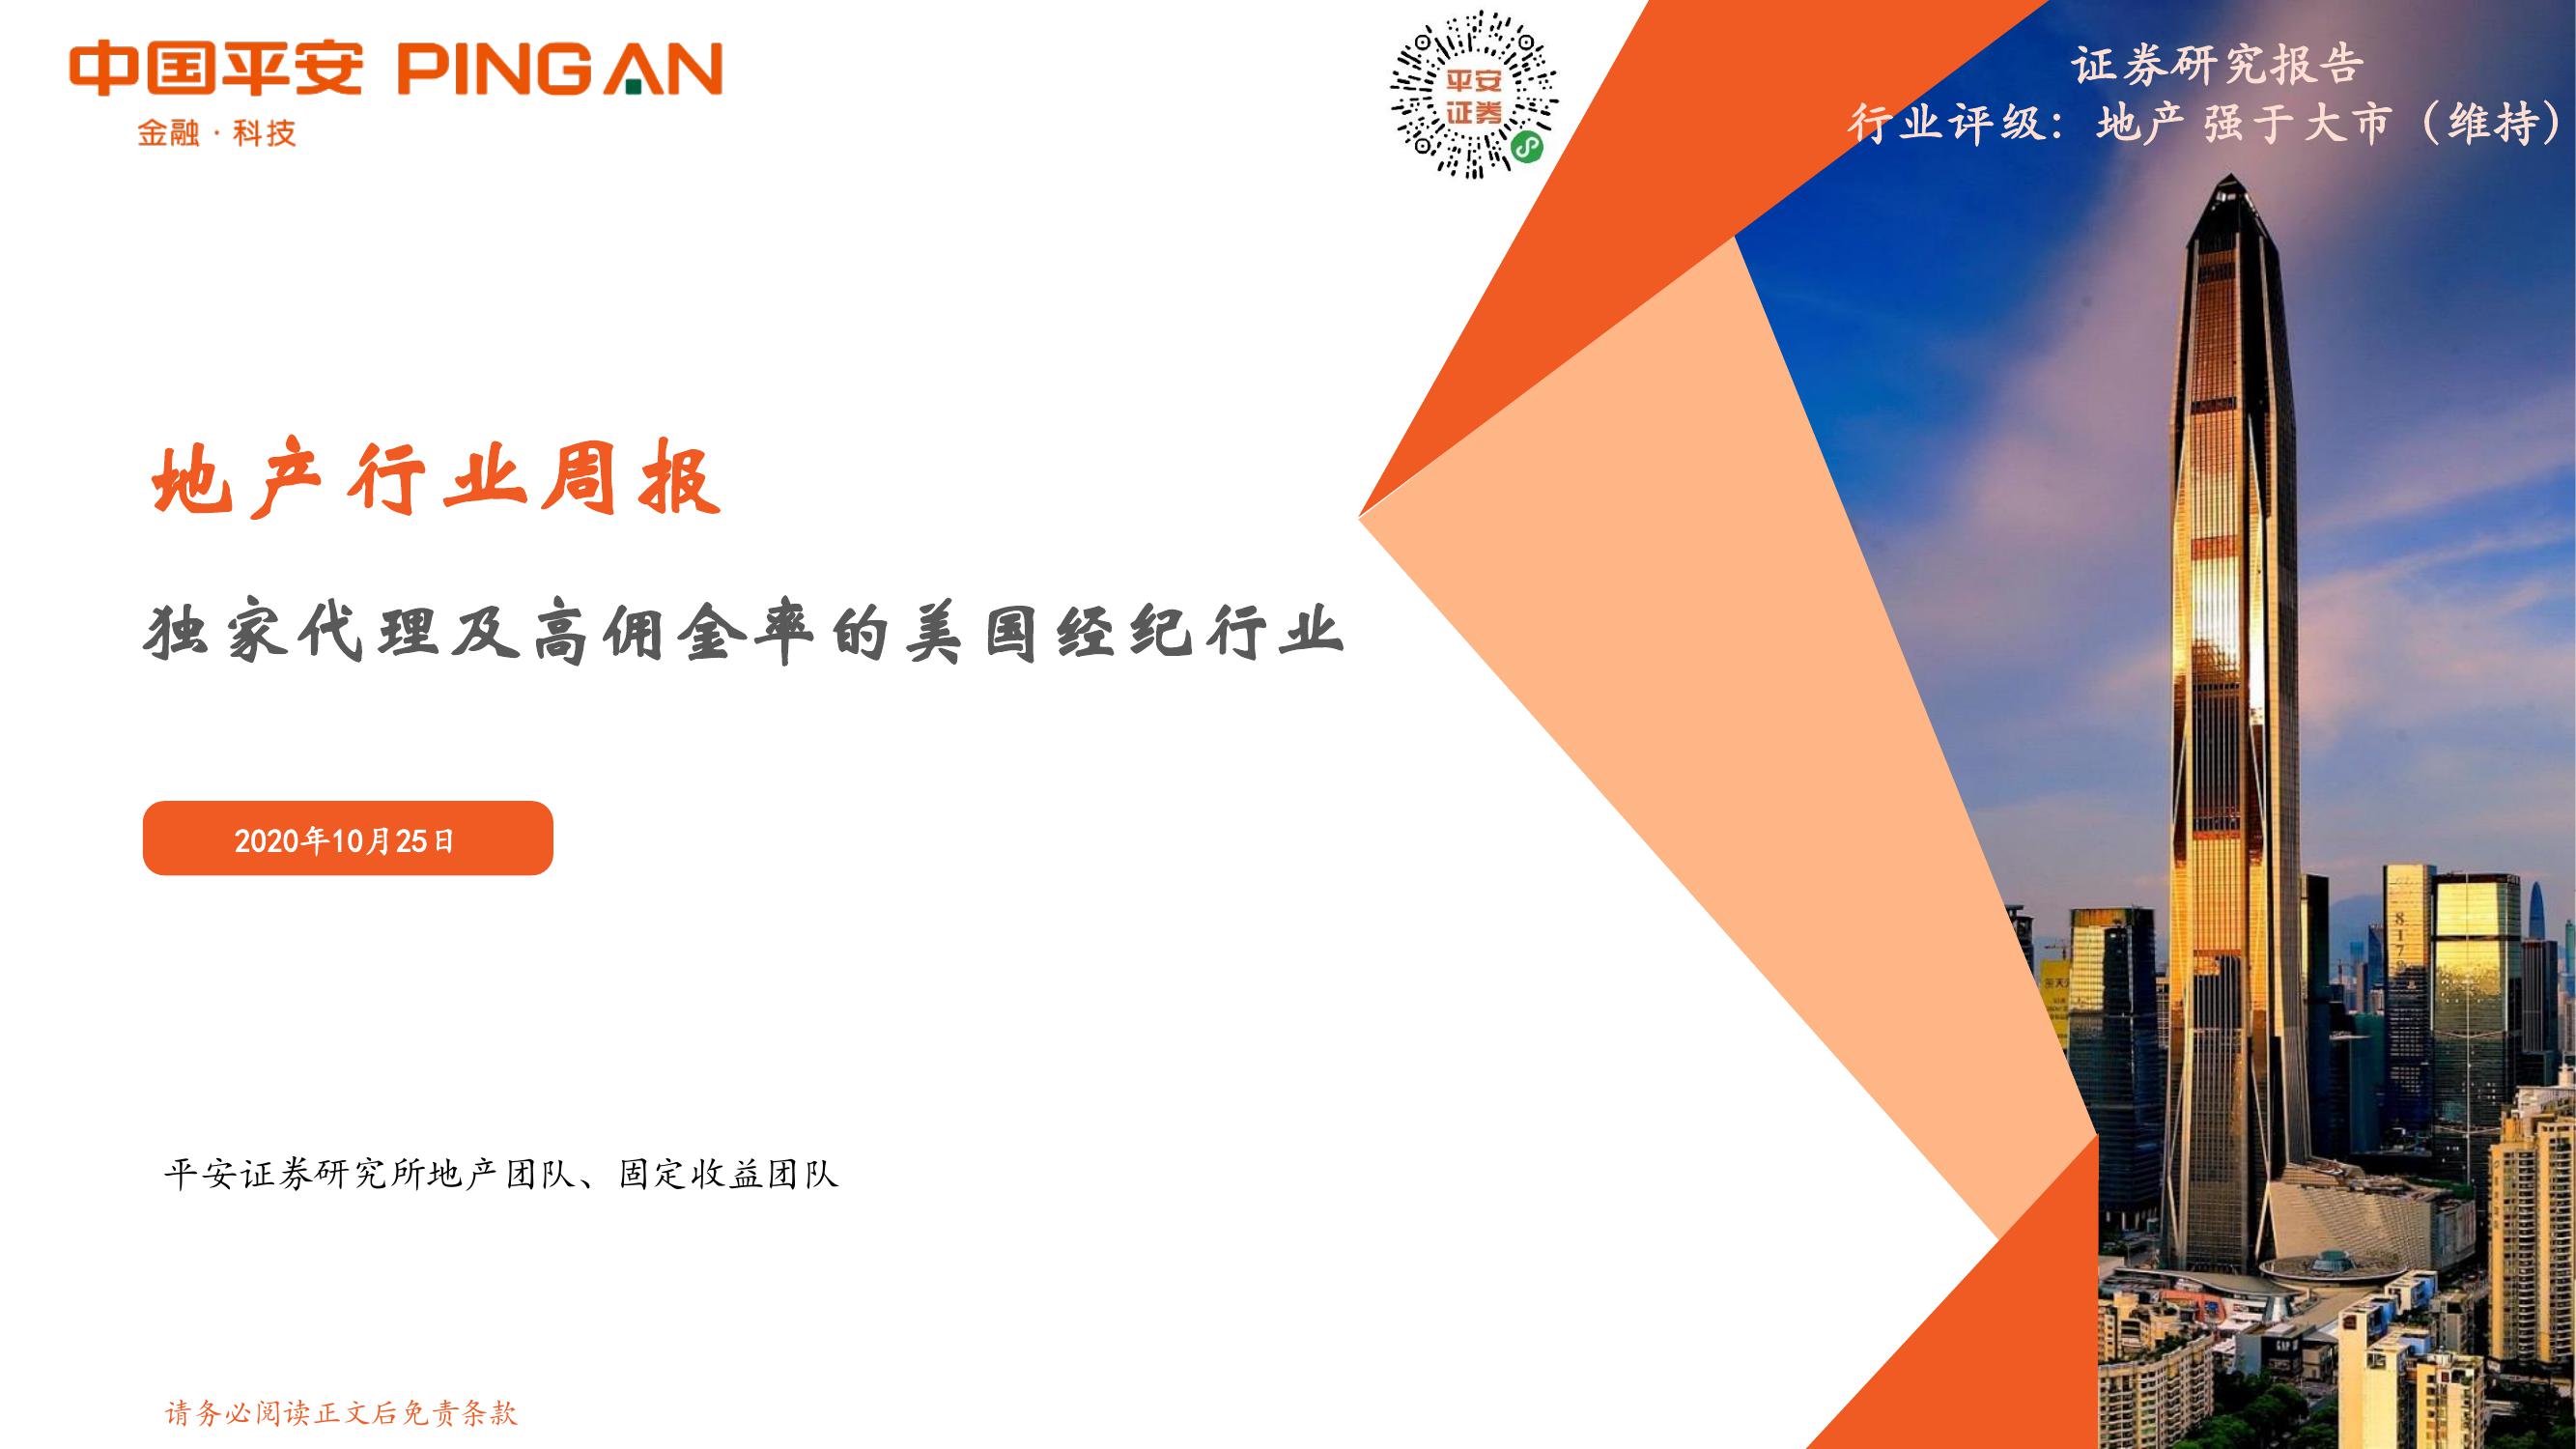 中国平安 PINGAN
金融·科技
平安
证券
证券研究报告
行业评级：地产 强于大市（维持）
地产行业周报
独家代理及高佣金率的美国经纪行业
2020年10月25日
平安证券研究所地产团队、固定收益团队
请务必阅读正文后免责条款